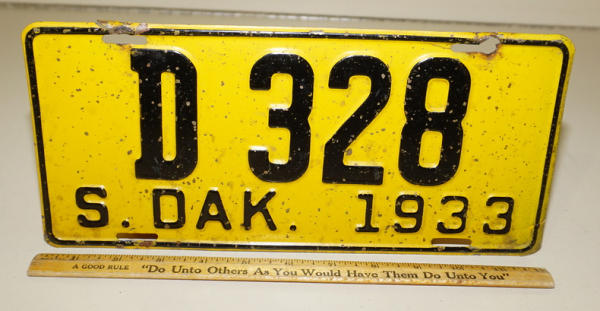 D 328
S. DAK. 1933
A GOOD RULE "Do Unto Others As You Would Have Them Do Unto You"